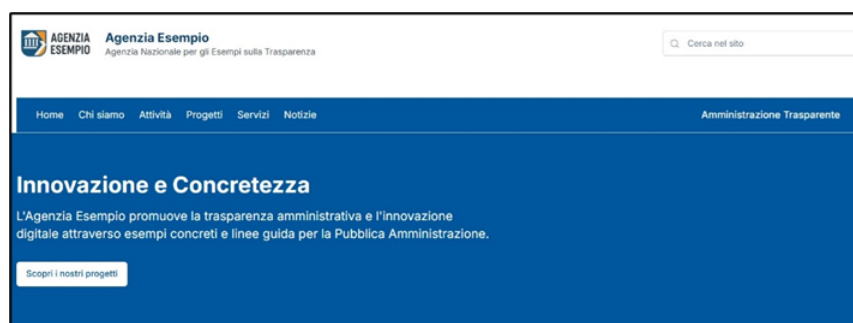 AGENZIA
ESEMPIO
Agenzia Esempio
Agenzia Nazionale per gli Esempi sulla Trasparenza
Cerca nel sito
Home Chi siamo Attività Progetti Servizi Notizie Amministrazione Trasparente
Innovazione e Concretezza
L'Agenzia Esempio promuove la trasparenza amministrativa e l'innovazione
digitale attraverso esempi concreti e linee guida per la Pubblica Amministrazione.
Scopri i nostri progetti